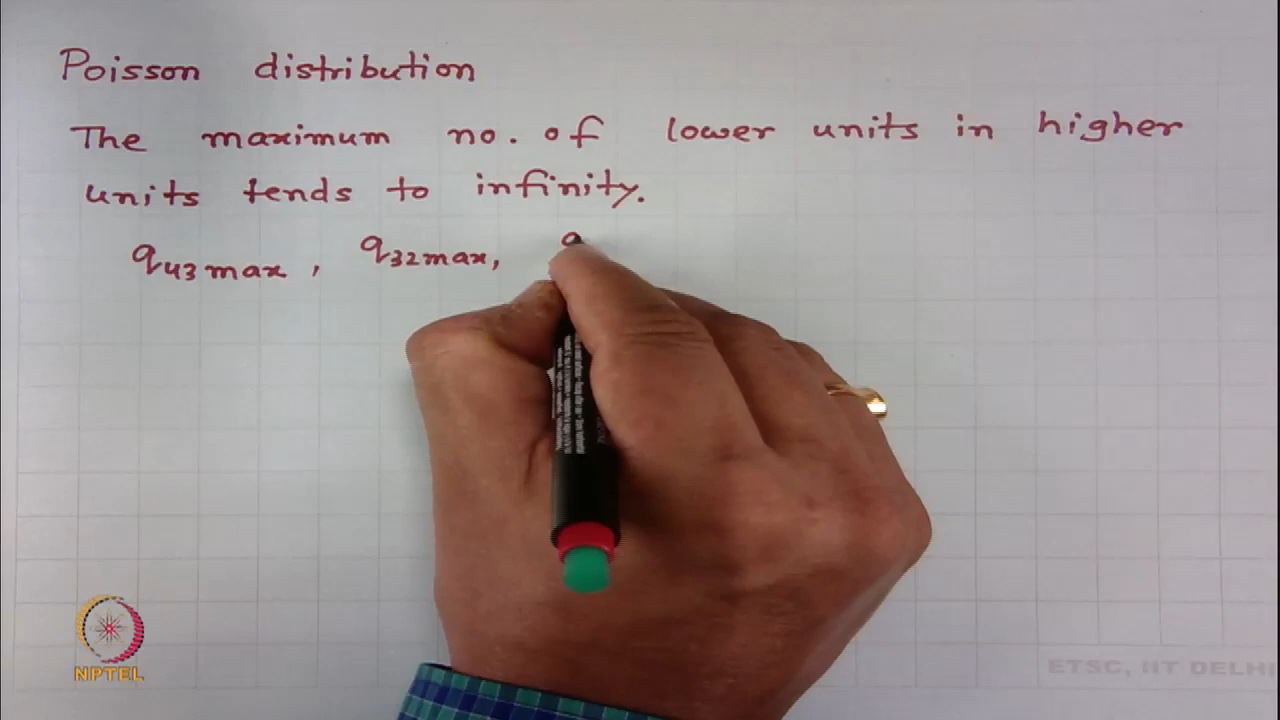 Poisson distribution
The maximum no. of lower units in higher
units tends to infinity.
q43max, q32max, q
NPTEL
ETSC, IIT DELHI